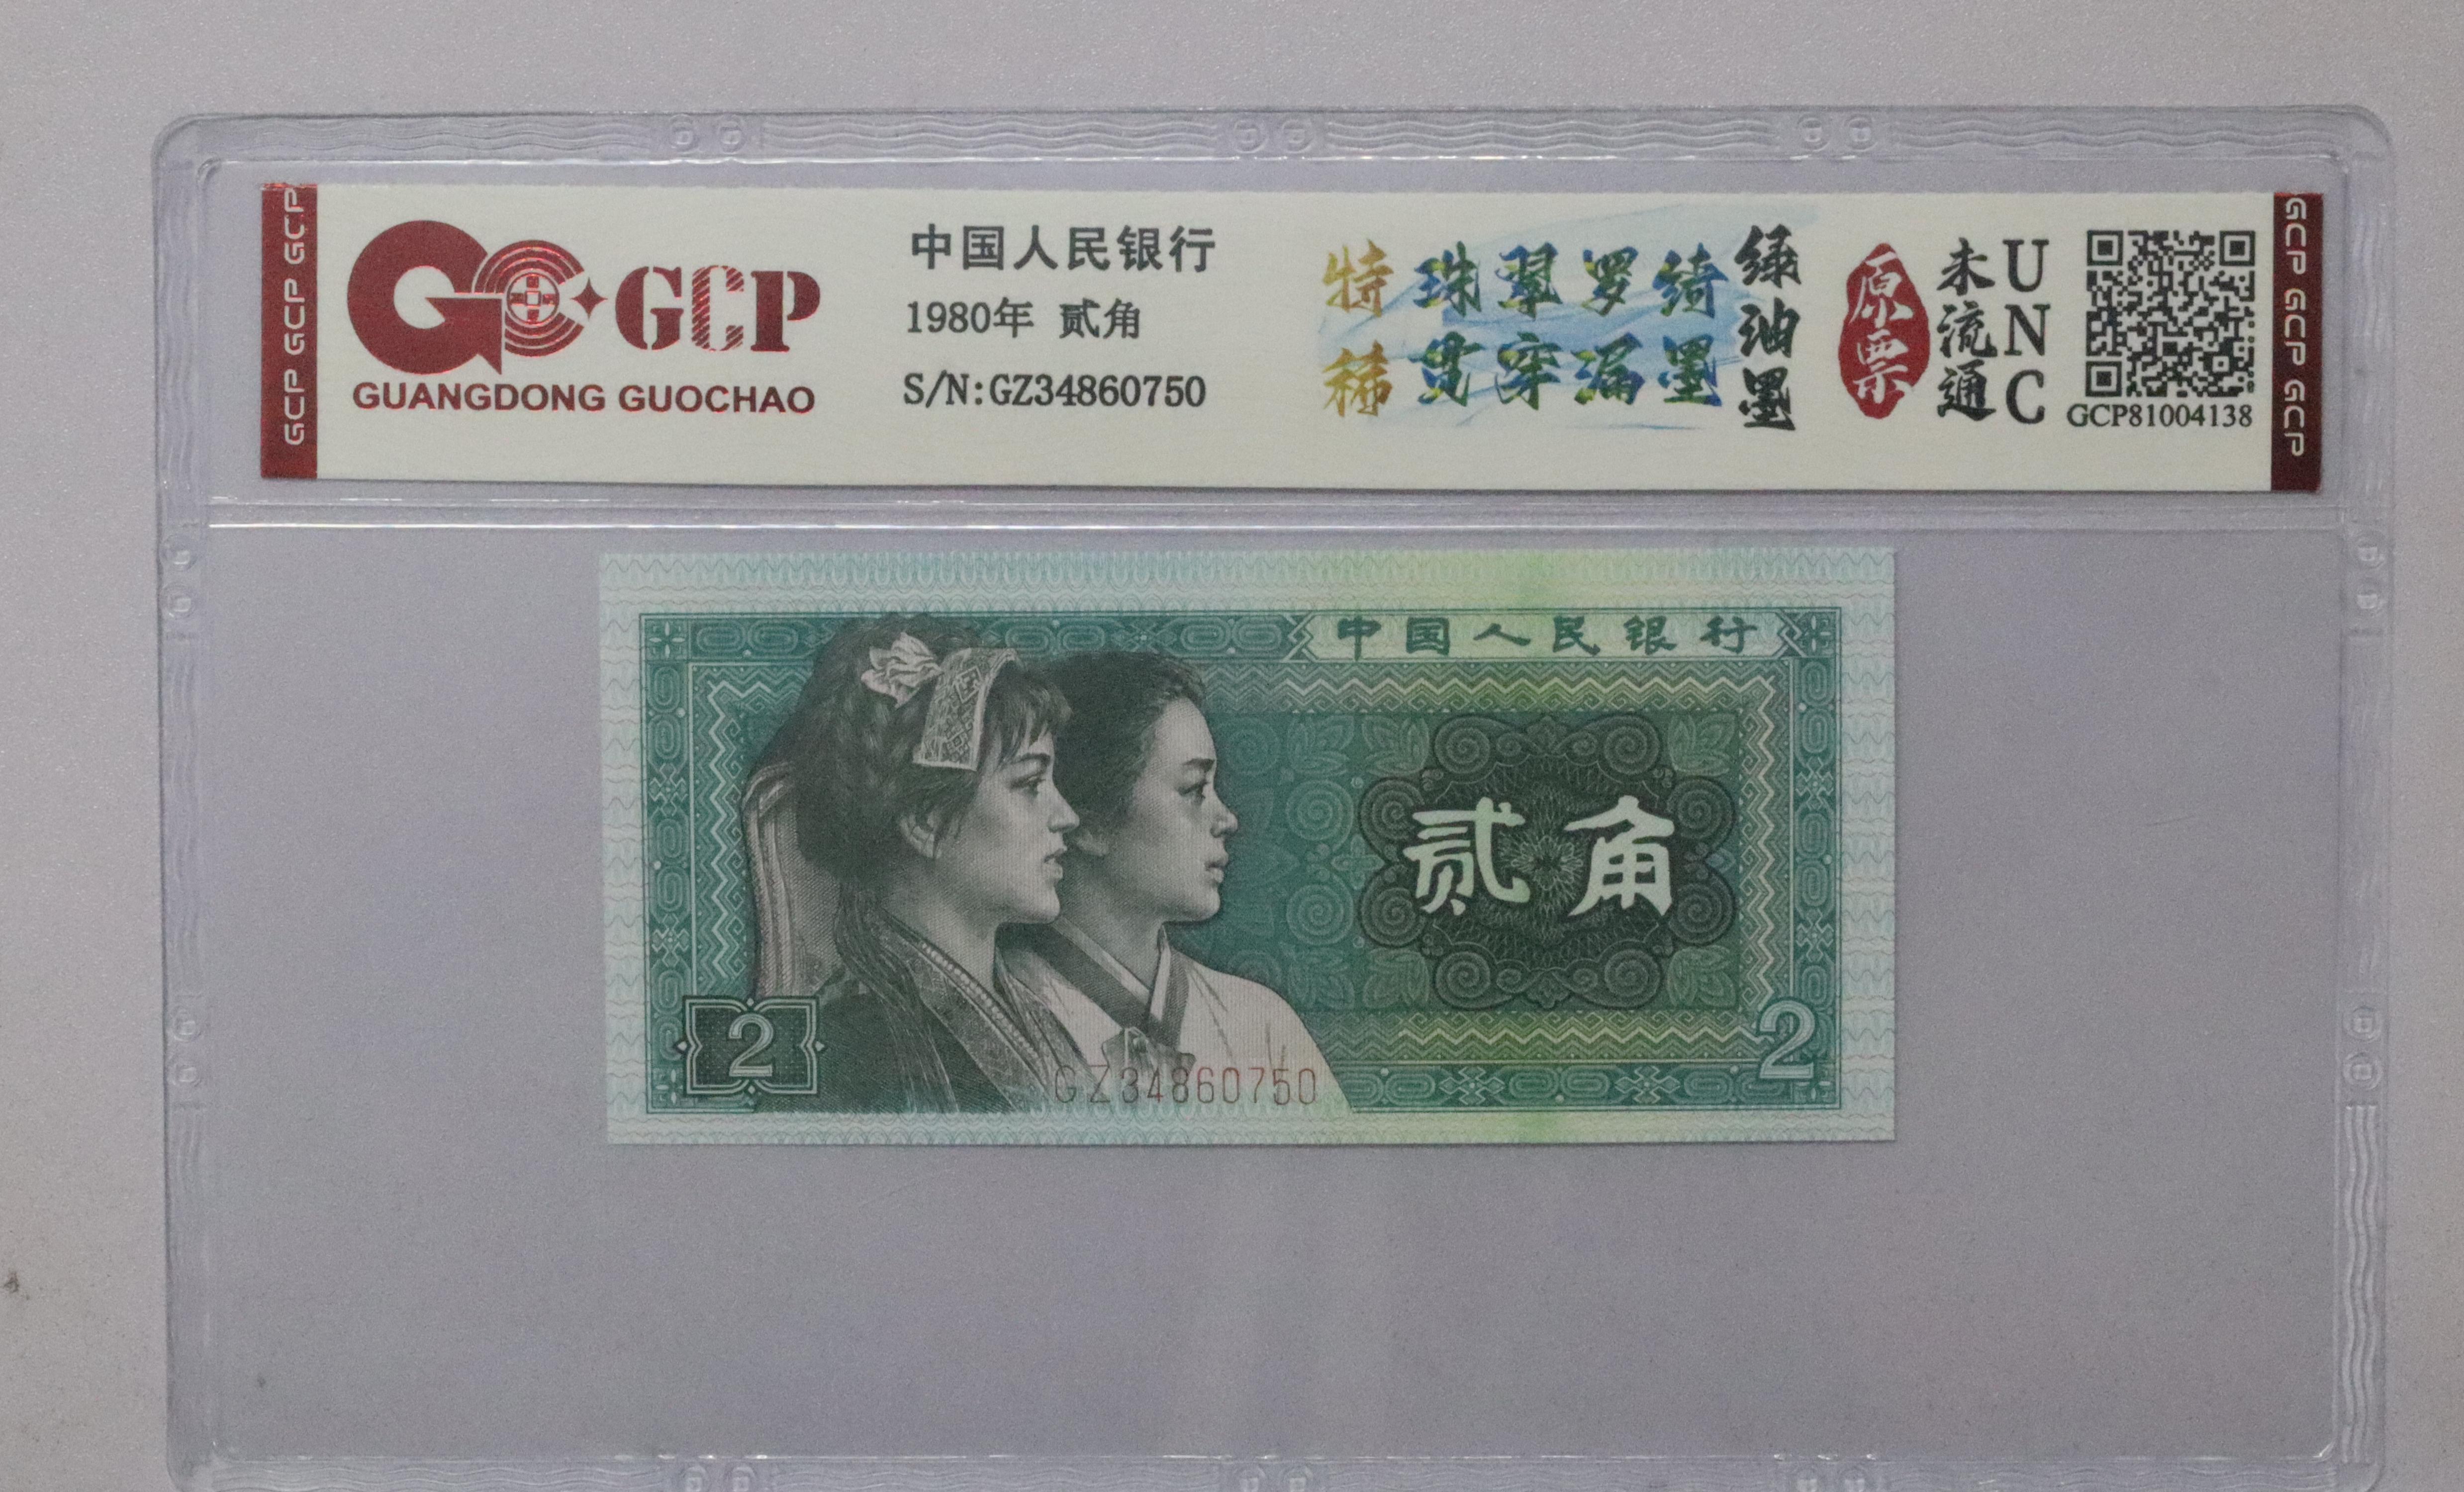 GCP GCP GCP
GCP
GUANGDONG GUOCHAO
中国人民银行
1980年 贰角
S/N:GZ34860750
特稀
珠翠罗绮
贯穿漏墨
绿油墨
原票
未流通
UNC
GCP81004138
GCP GCP GCP
中国人民银行
贰角
2
2
GZ34860750